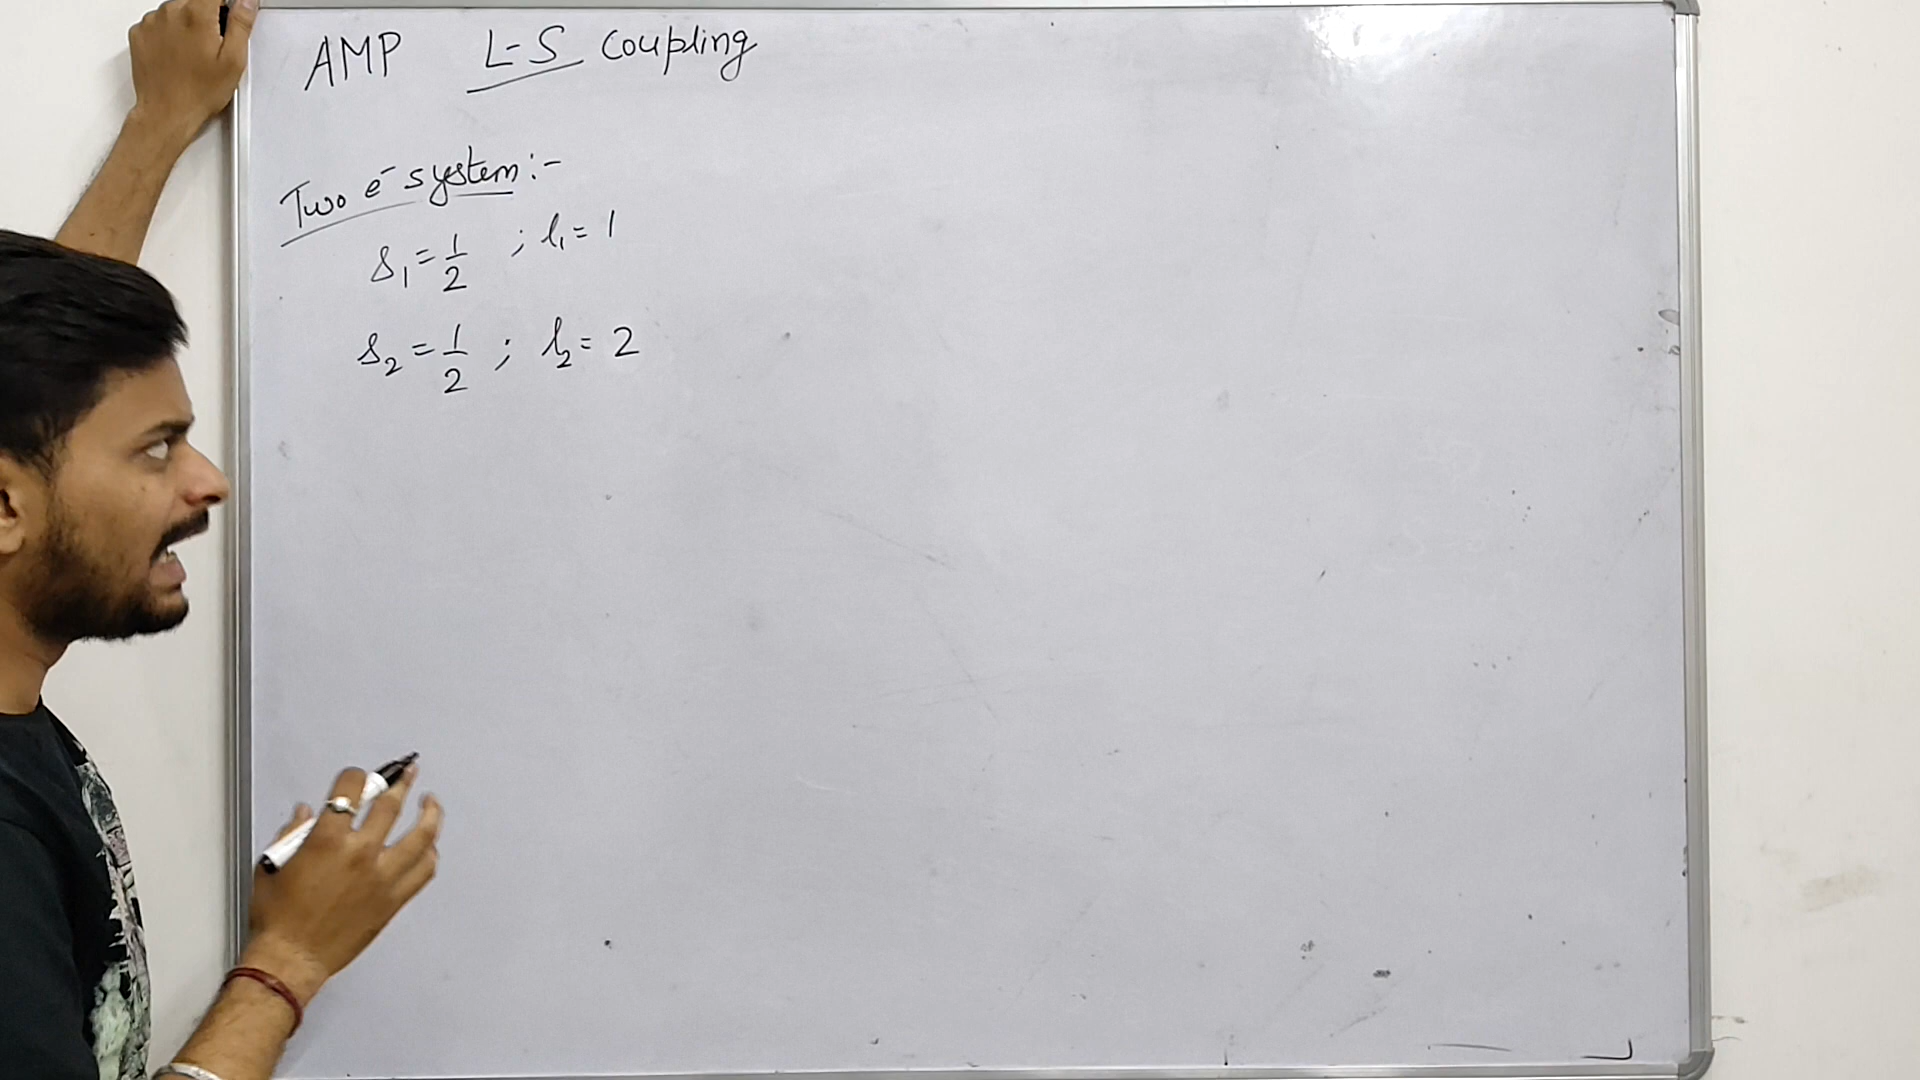 AMP L-S Coupling
Two e⁻ system:-
s₁ = 1/2 ; l₁ = 1
s₂ = 1/2 ; l₂ = 2